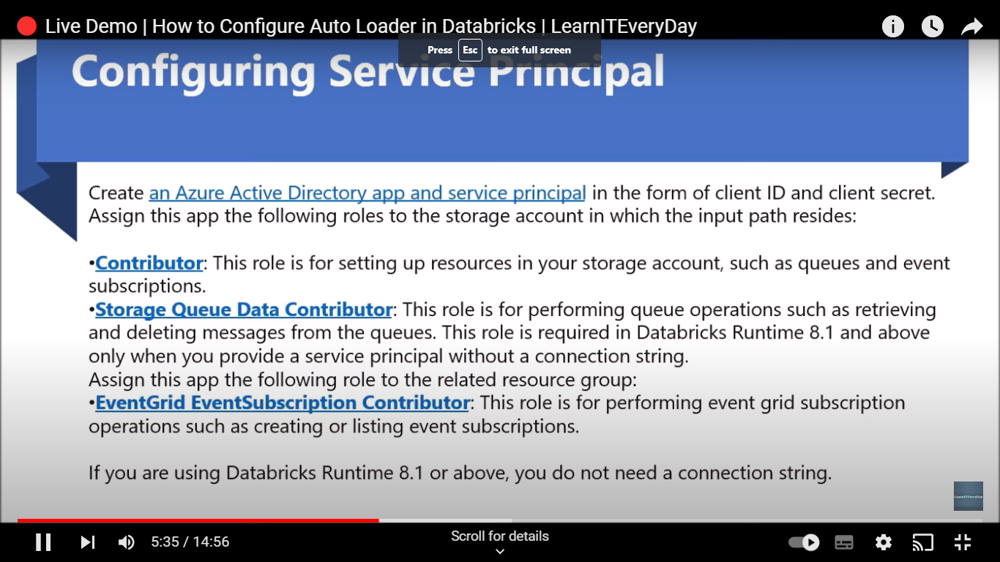 Live Demo | How to Configure Auto Loader in Databricks | LearnITEveryDay
Press Esc to exit full screen
Configuring Service Principal
Create an Azure Active Directory app and service principal in the form of client ID and client secret.
Assign this app the following roles to the storage account in which the input path resides:
•Contributor: This role is for setting up resources in your storage account, such as queues and event
subscriptions.
•Storage Queue Data Contributor: This role is for performing queue operations such as retrieving
and deleting messages from the queues. This role is required in Databricks Runtime 8.1 and above
only when you provide a service principal without a connection string.
Assign this app the following role to the related resource group:
•EventGrid EventSubscription Contributor: This role is for performing event grid subscription
operations such as creating or listing event subscriptions.
If you are using Databricks Runtime 8.1 or above, you do not need a connection string.
LearnITEveryDay
5:35 / 14:56
Scroll for details